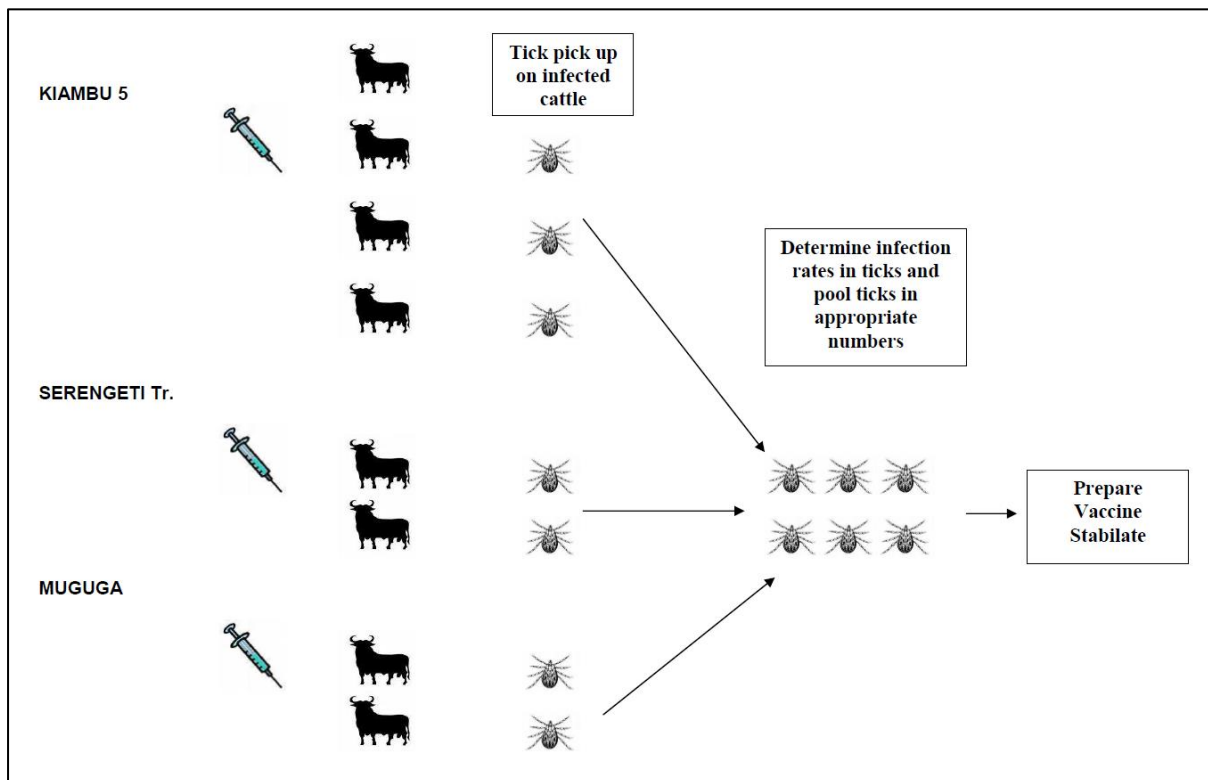 Tick pick up
on infected
cattle
KIAMBU 5
Determine infection
rates in ticks and
pool ticks in
appropriate
numbers
SERENGETI Tr.
Prepare
Vaccine
Stabilate
MUGUGA